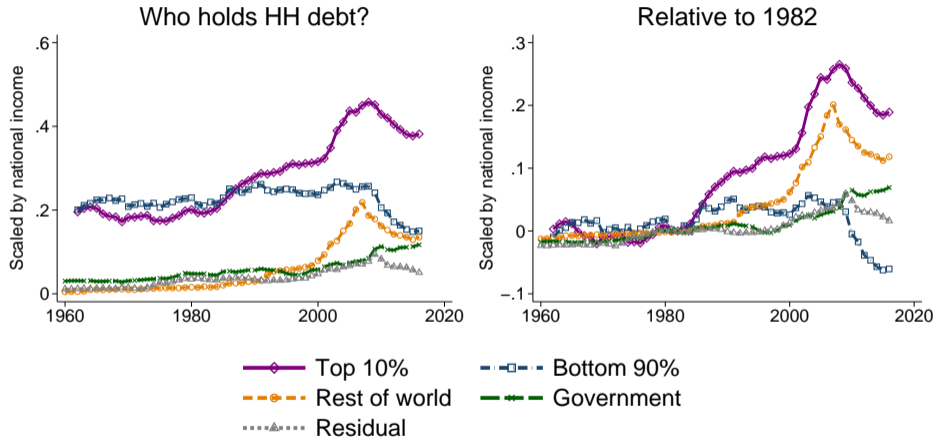 Who holds HH debt?
Scaled by national income
.6
.4
.2
0
1960 1980 2000 2020
Relative to 1982
Scaled by national income
.3
.2
.1
0
−.1
1960 1980 2000 2020
Top 10% Bottom 90%
Rest of world Government
Residual